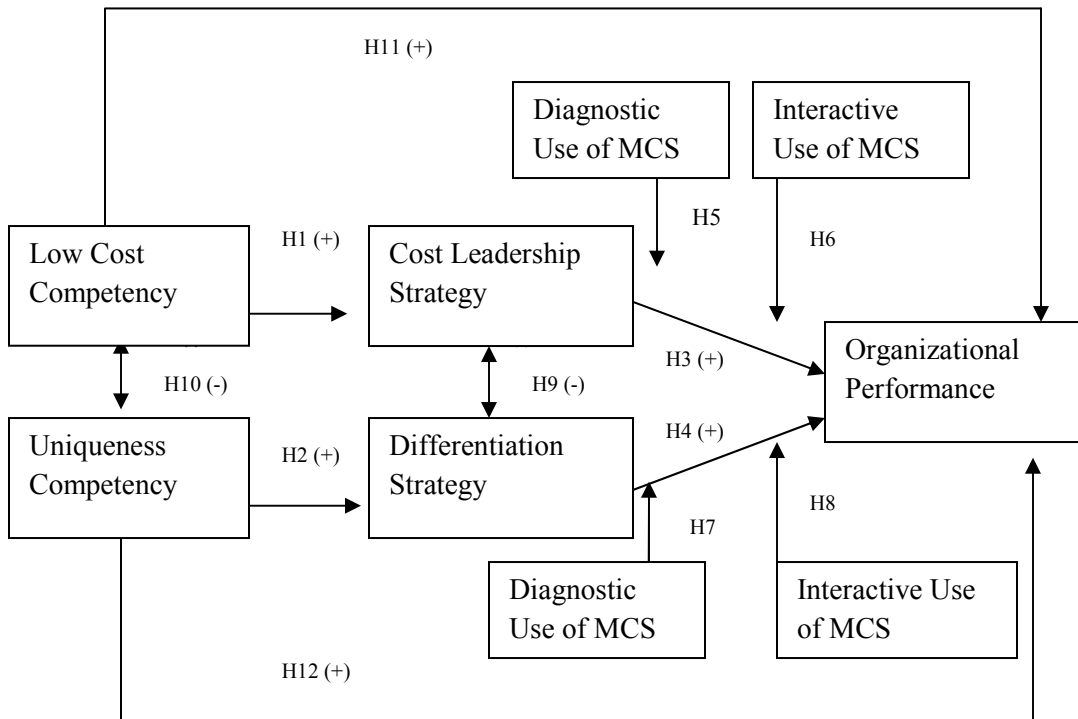 H11 (+)
Diagnostic
Use of MCS
Interactive
Use of MCS
H5
H6
Low Cost
Competency
H1 (+)
Cost Leadership
Strategy
H3 (+)
Organizational
Performance
H10 (-)
H9 (-)
H4 (+)
Uniqueness
Competency
H2 (+)
Differentiation
Strategy
H7
H8
Diagnostic
Use of MCS
Interactive Use
of MCS
H12 (+)